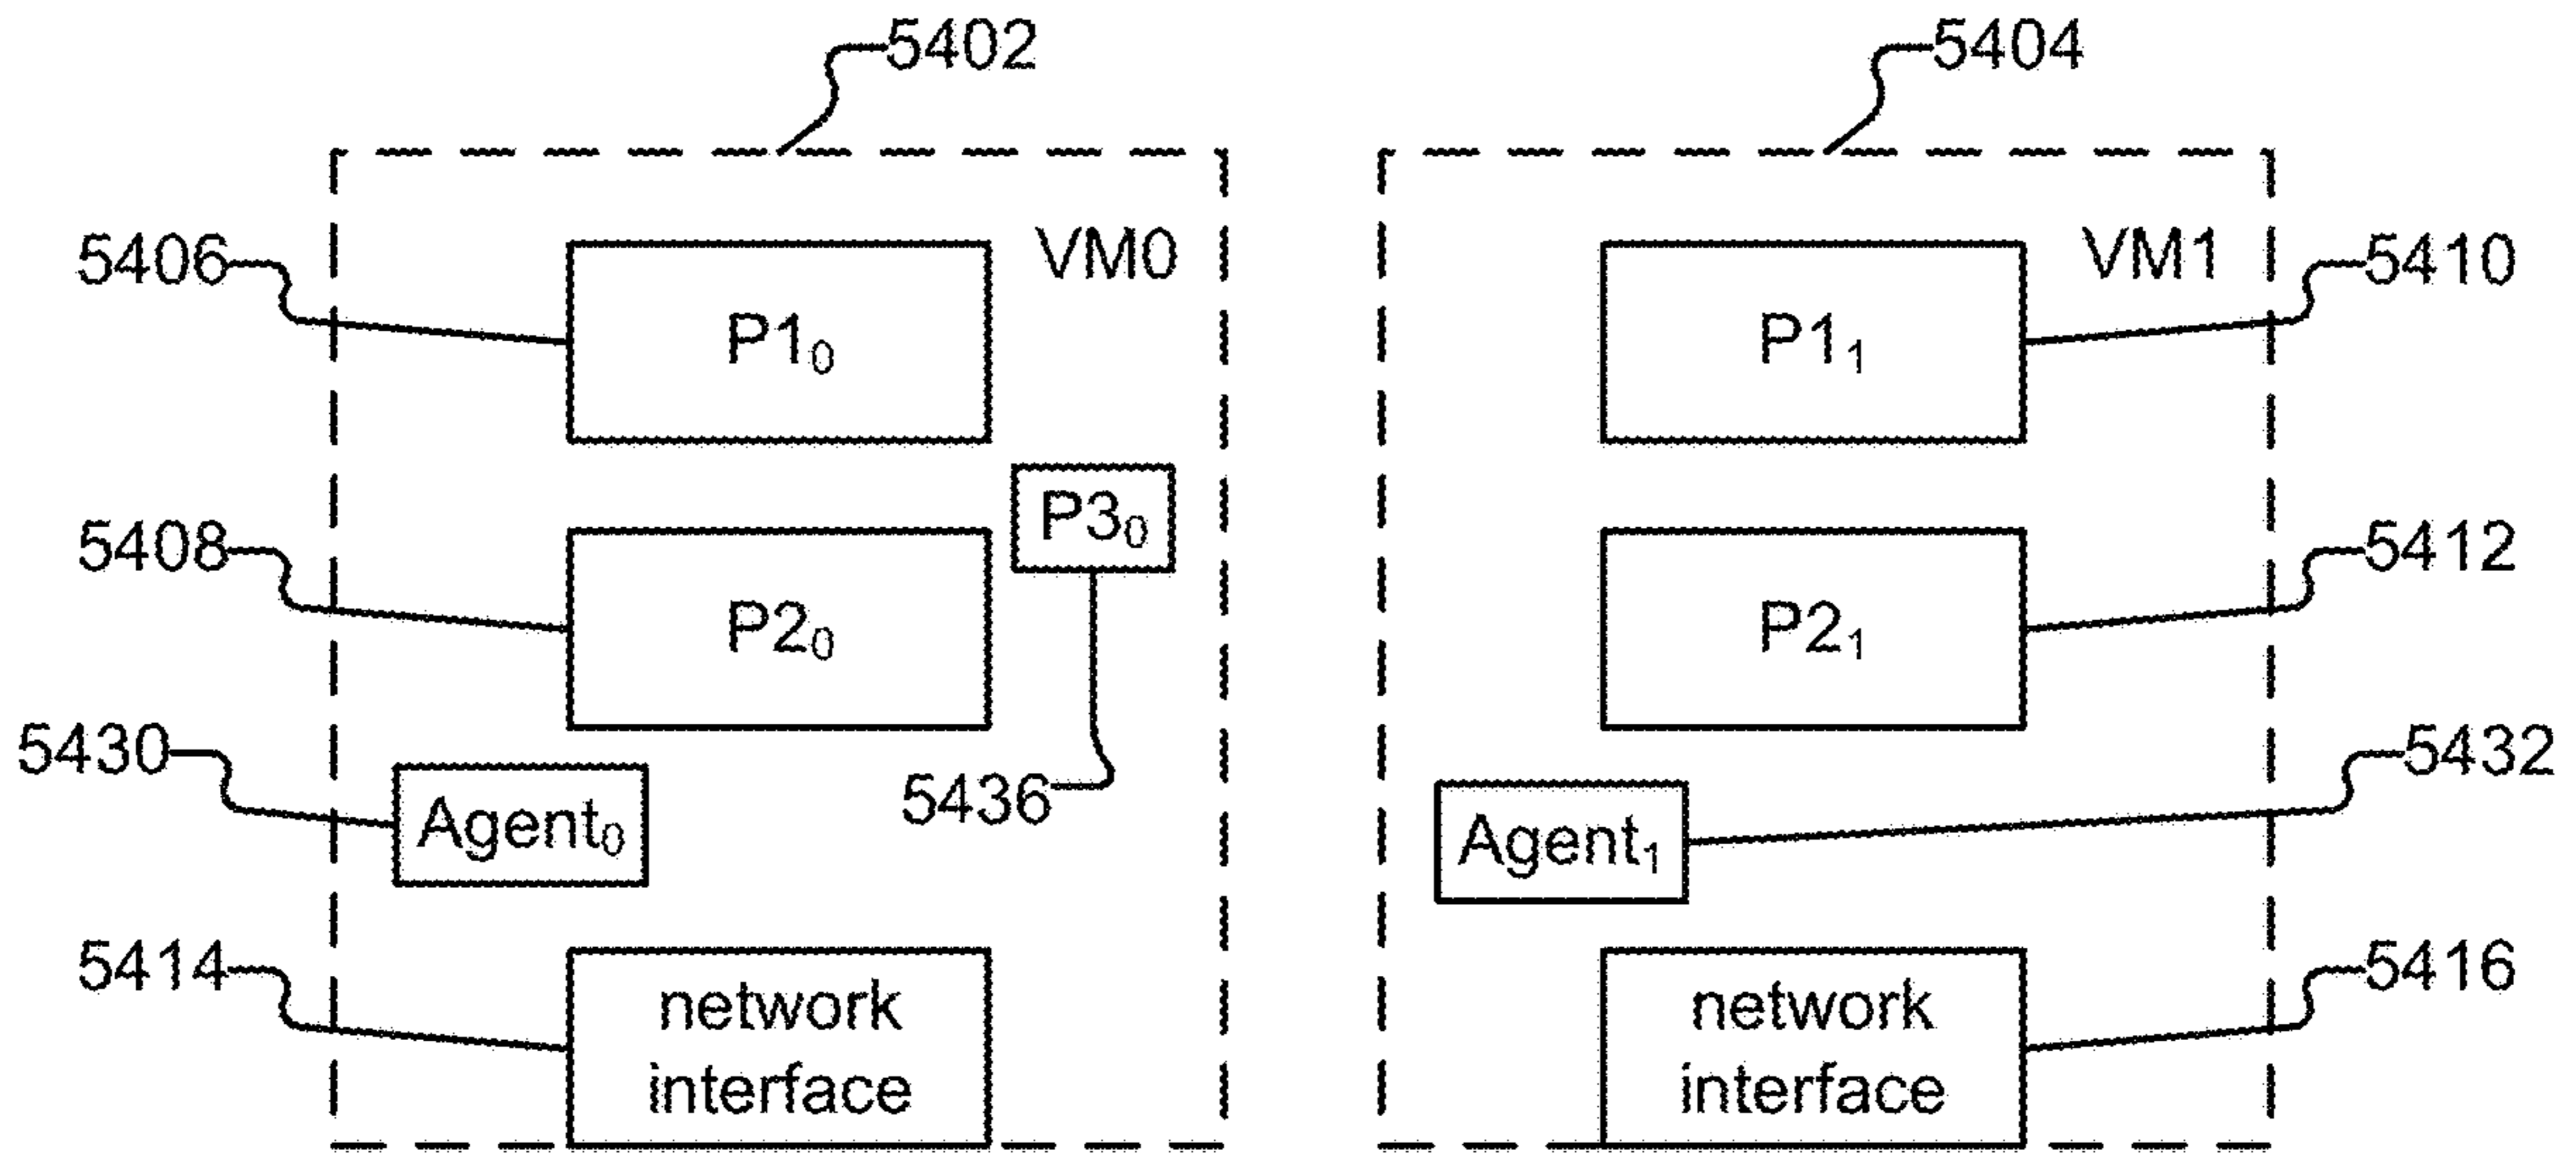 5402
5404
5406
VM0
VM1
5410
P1₀
P1₁
P3₀
5408
5412
P2₀
P2₁
5430
5432
5436
Agent₀
Agent₁
5414
5416
network
interface
network
interface